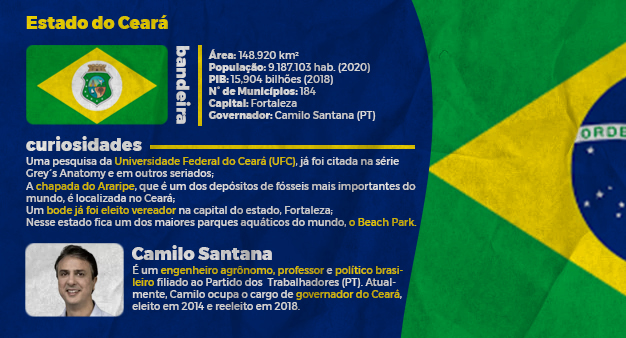 Estado do Ceará
bandeira
Área: 148.920 km²
População: 9.187.103 hab. (2020)
PIB: 15,904 bilhões (2018)
N° de Municípios: 184
Capital: Fortaleza
Governador: Camilo Santana (PT)
curiosidades
Uma pesquisa da Universidade Federal do Ceará (UFC), já foi citada na série
Grey´s Anatomy e em outros seriados;
A chapada do Araripe, que é um dos depósitos de fósseis mais importantes do
mundo, é localizada no Ceará;
Um bode já foi eleito vereador na capital do estado, Fortaleza;
Nesse estado fica um dos maiores parques aquáticos do mundo, o Beach Park.
Camilo Santana
É um engenheiro agrônomo, professor e político brasi-
leiro filiado ao Partido dos Trabalhadores (PT). Atual-
mente, Camilo ocupa o cargo de governador do Ceará,
eleito em 2014 e reeleito em 2018.
ORDE